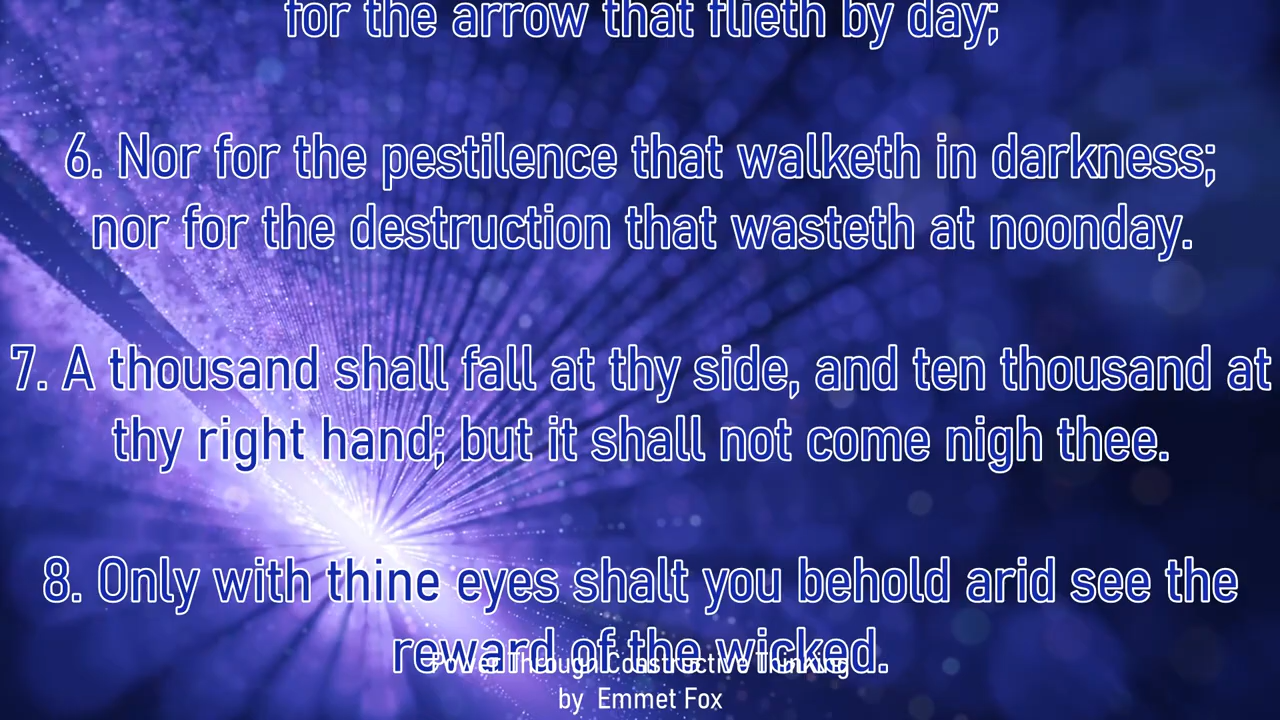 for the arrow that flieth by day;
6. Nor for the pestilence that walketh in darkness;
nor for the destruction that wasteth at noonday.
7. A thousand shall fall at thy side, and ten thousand at
thy right hand; but it shall not come nigh thee.
8. Only with thine eyes shalt you behold arid see the
reward of the wicked.
Power Through Constructive Thinking
by Emmet Fox